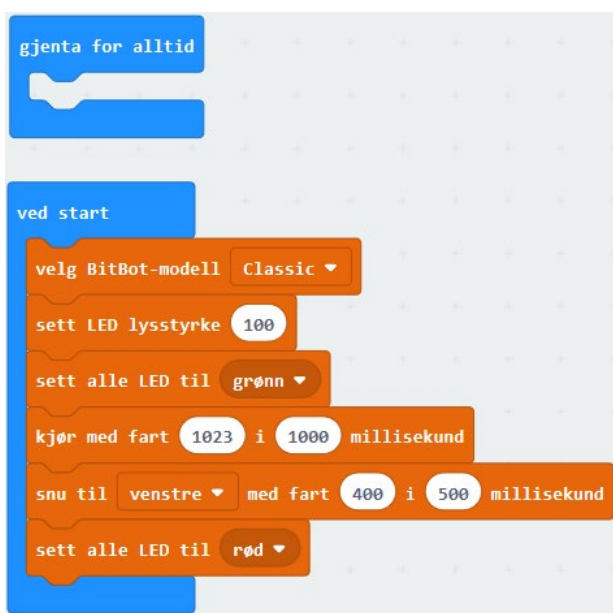 gjenta for alltid
ved start
velg BitBot-modell Classic
sett LED lysstyrke 100
sett alle LED til grønn
kjør med fart 1023 i 1000 millisekund
snu til venstre med fart 400 i 500 millisekund
sett alle LED til rød